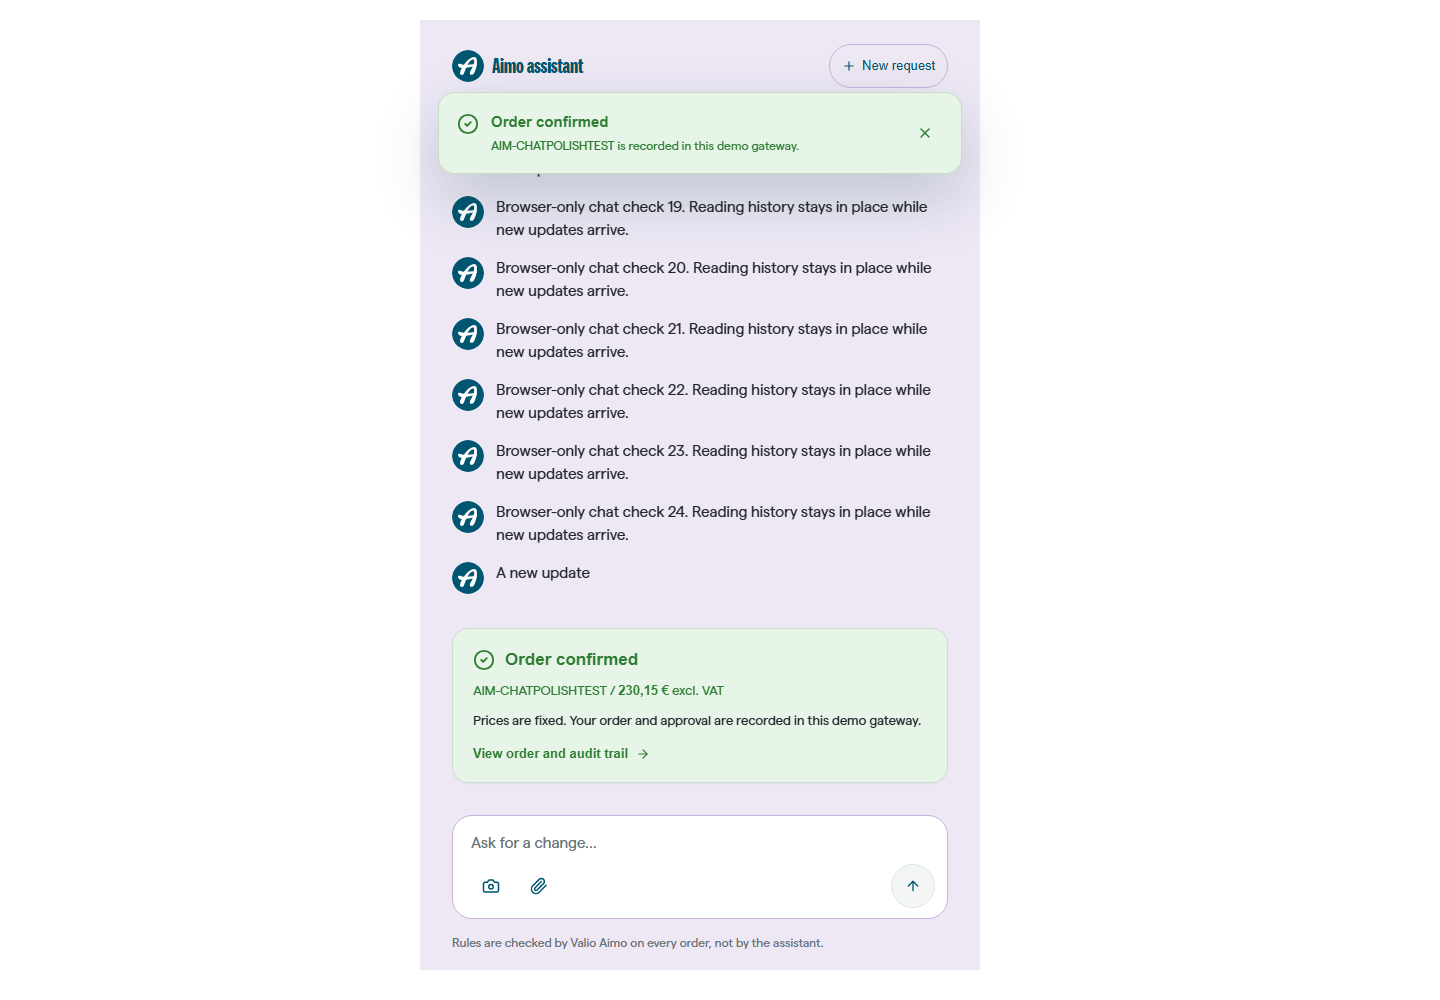 Aimo assistant
New request
Order confirmed
AIM-CHATPOLISHTEST is recorded in this demo gateway.
Browser-only chat check 19. Reading history stays in place while
new updates arrive.
Browser-only chat check 20. Reading history stays in place while
new updates arrive.
Browser-only chat check 21. Reading history stays in place while
new updates arrive.
Browser-only chat check 22. Reading history stays in place while
new updates arrive.
Browser-only chat check 23. Reading history stays in place while
new updates arrive.
Browser-only chat check 24. Reading history stays in place while
new updates arrive.
A new update
Order confirmed
AIM-CHATPOLISHTEST / 230,15 € excl. VAT
Prices are fixed. Your order and approval are recorded in this demo gateway.
View order and audit trail
Ask for a change...
Rules are checked by Valio Aimo on every order, not by the assistant.